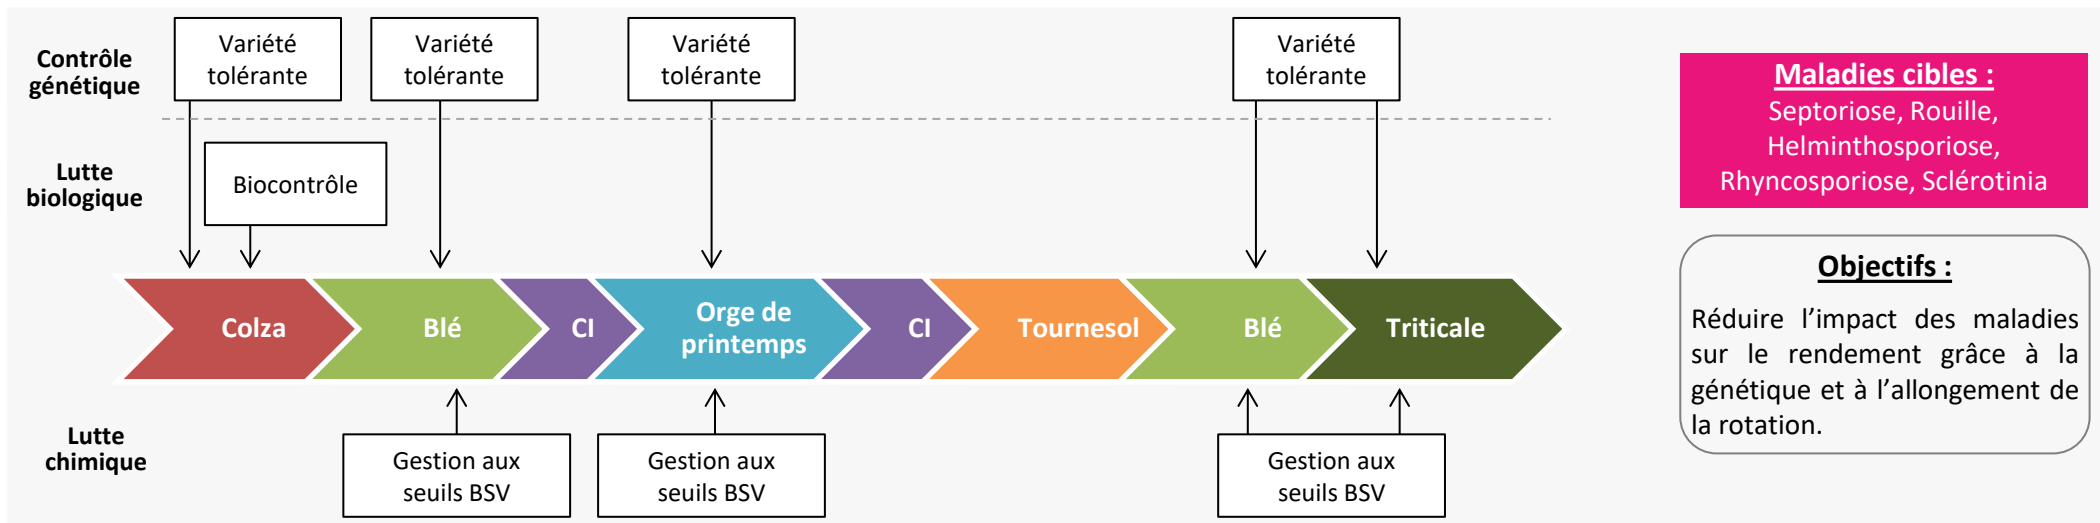 Contrôle
génétique
Variété
tolérante
Variété
tolérante
Variété
tolérante
Variété
tolérante
Lutte
biologique
Biocontrôle
Colza
Blé
CI
Orge de
printemps
CI
Tournesol
Blé
Triticale
Lutte
chimique
Gestion aux
seuils BSV
Gestion aux
seuils BSV
Gestion aux
seuils BSV
Maladies cibles :
Septoriose, Rouille,
Helminthosporiose,
Rhyncosporiose, Sclérotinia
Objectifs :
Réduire l’impact des maladies
sur le rendement grâce à la
génétique et à l’allongement de
la rotation.